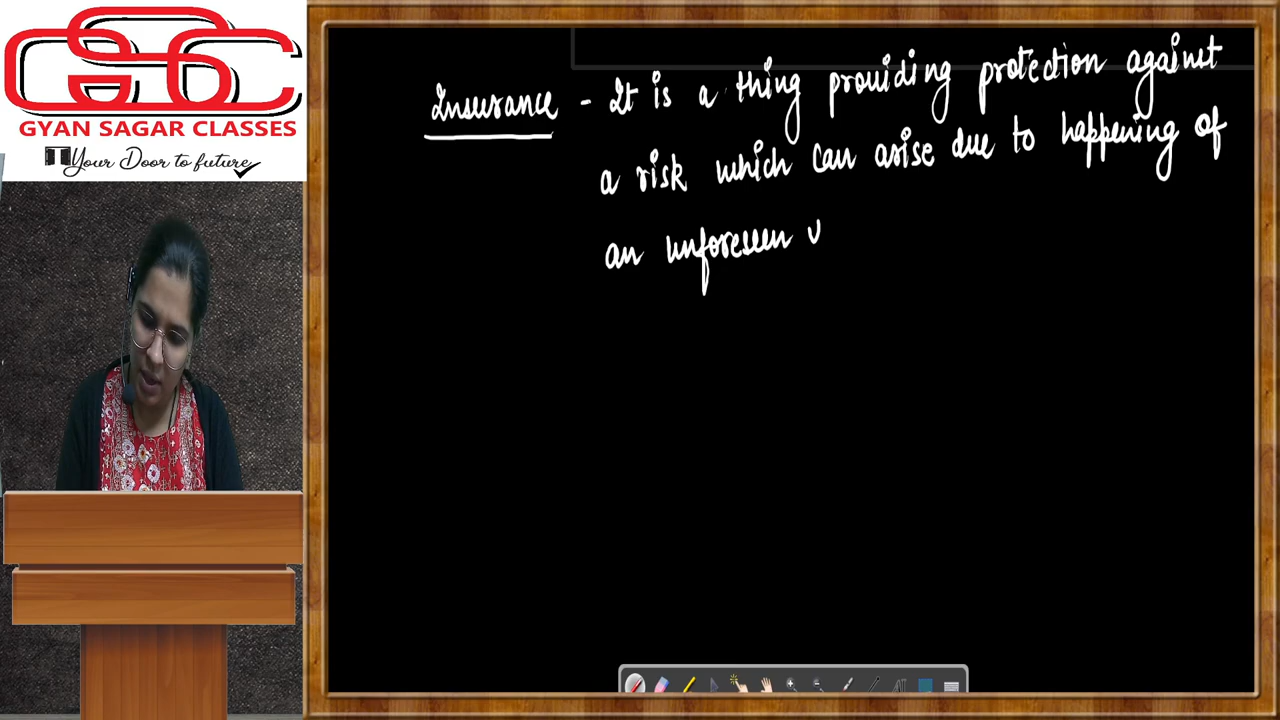 GSC
GYAN SAGAR CLASSES
Your Door to future
Insurance - It is a thing providing protection against
a risk which can arise due to happening of
an unforeseen